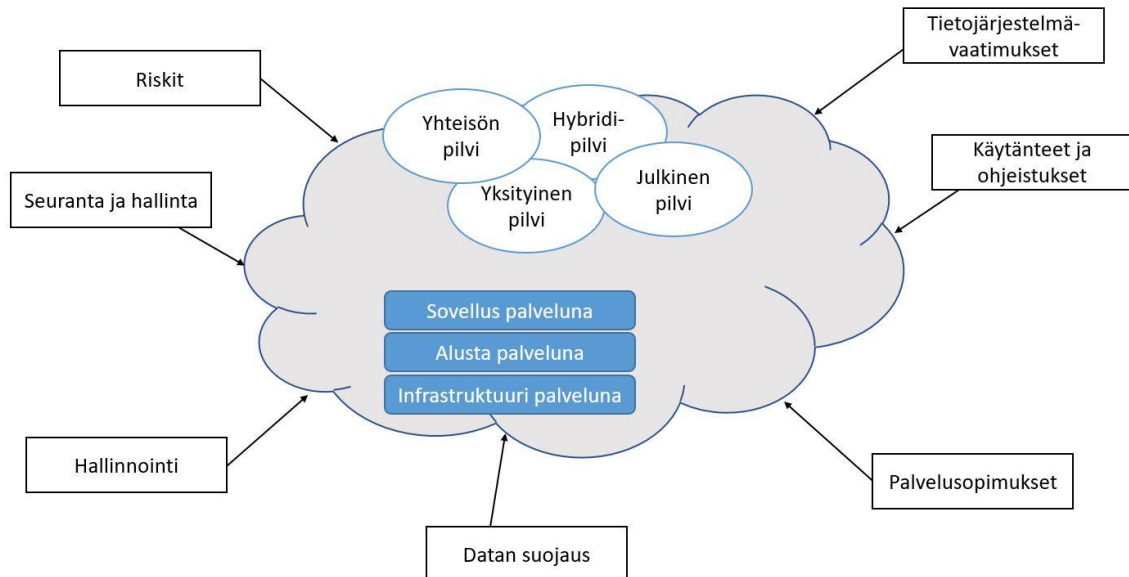 Tietojärjestelmä-
vaatimukset
Riskit
Yhteisön
pilvi
Hybridi-
pilvi
Käytänteet ja
ohjeistukset
Seuranta ja hallinta
Yksityinen
pilvi
Julkinen
pilvi
Sovellus palveluna
Alusta palveluna
Infrastruktuuri palveluna
Hallinnointi
Palvelusopimukset
Datan suojaus